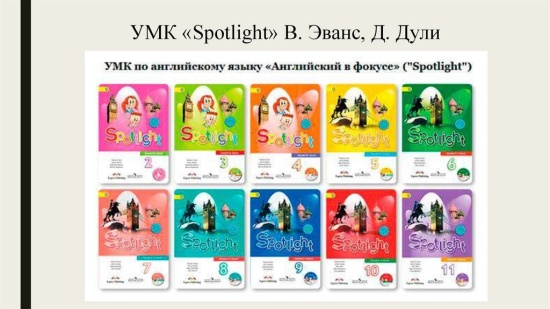 УМК «Spotlight» В. Эванс, Д. Дули
УМК по английскому языку «Английский в фокусе» ("Spotlight")
Spotlight Spotlight Spotlight Spotlight Spotlight
2 3 4 5 6
Spotlight Spotlight Spotlight Spotlight Spotlight
7 8 9 10 11